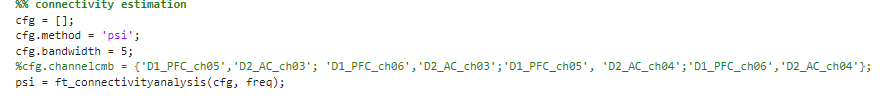 %% connectivity estimation
cfg = [];
cfg.method = 'psi';
cfg.bandwidth = 5;
%cfg.channelcmb = {'D1_PFC_ch05','D2_AC_ch03'; 'D1_PFC_ch06','D2_AC_ch03';'D1_PFC_ch05', 'D2_AC_ch04';'D1_PFC_ch06','D2_AC_ch04'};
psi = ft_connectivityanalysis(cfg, freq);